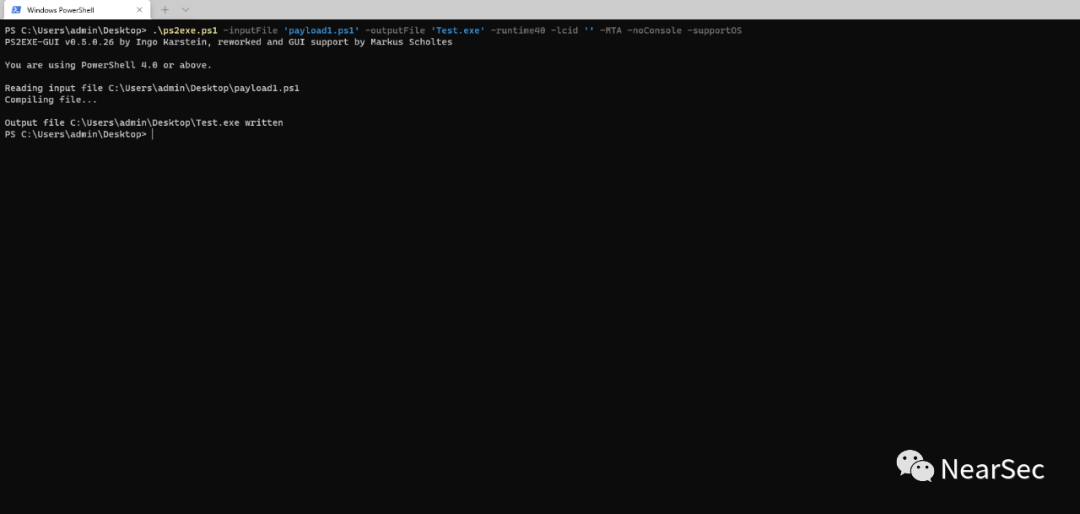 Windows PowerShell
PS C:\Users\admin\Desktop> .\ps2exe.ps1 -inputFile 'payload1.ps1' -outputFile 'Test.exe' -runtime40 -lcid '' -MTA -noConsole -supportOS
PS2EXE-GUI v0.5.0.26 by Ingo Karstein, reworked and GUI support by Markus Scholtes
You are using PowerShell 4.0 or above.
Reading input file C:\Users\admin\Desktop\payload1.ps1
Compiling file...
Output file C:\Users\admin\Desktop\Test.exe written
PS C:\Users\admin\Desktop>
NearSec